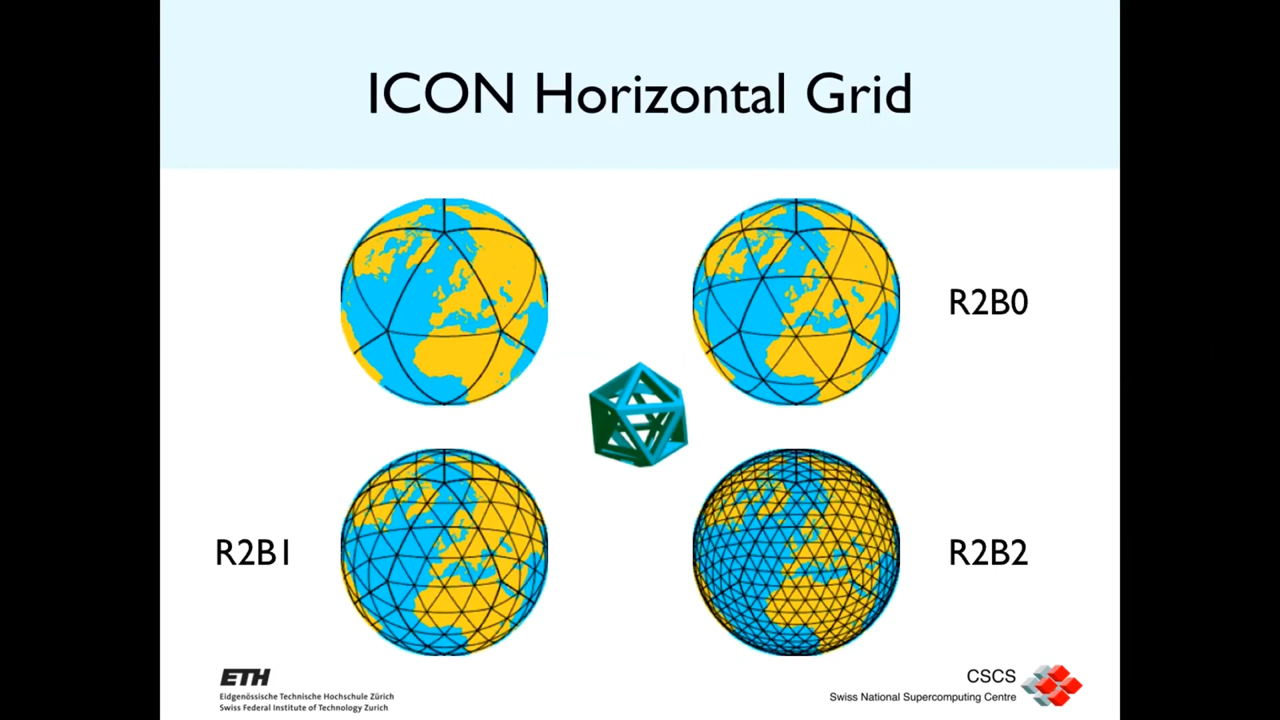 ICON Horizontal Grid
R2B0
R2B1
R2B2
ETH
Eidgenössische Technische Hochschule Zürich
Swiss Federal Institute of Technology Zurich
CSCS
Swiss National Supercomputing Centre